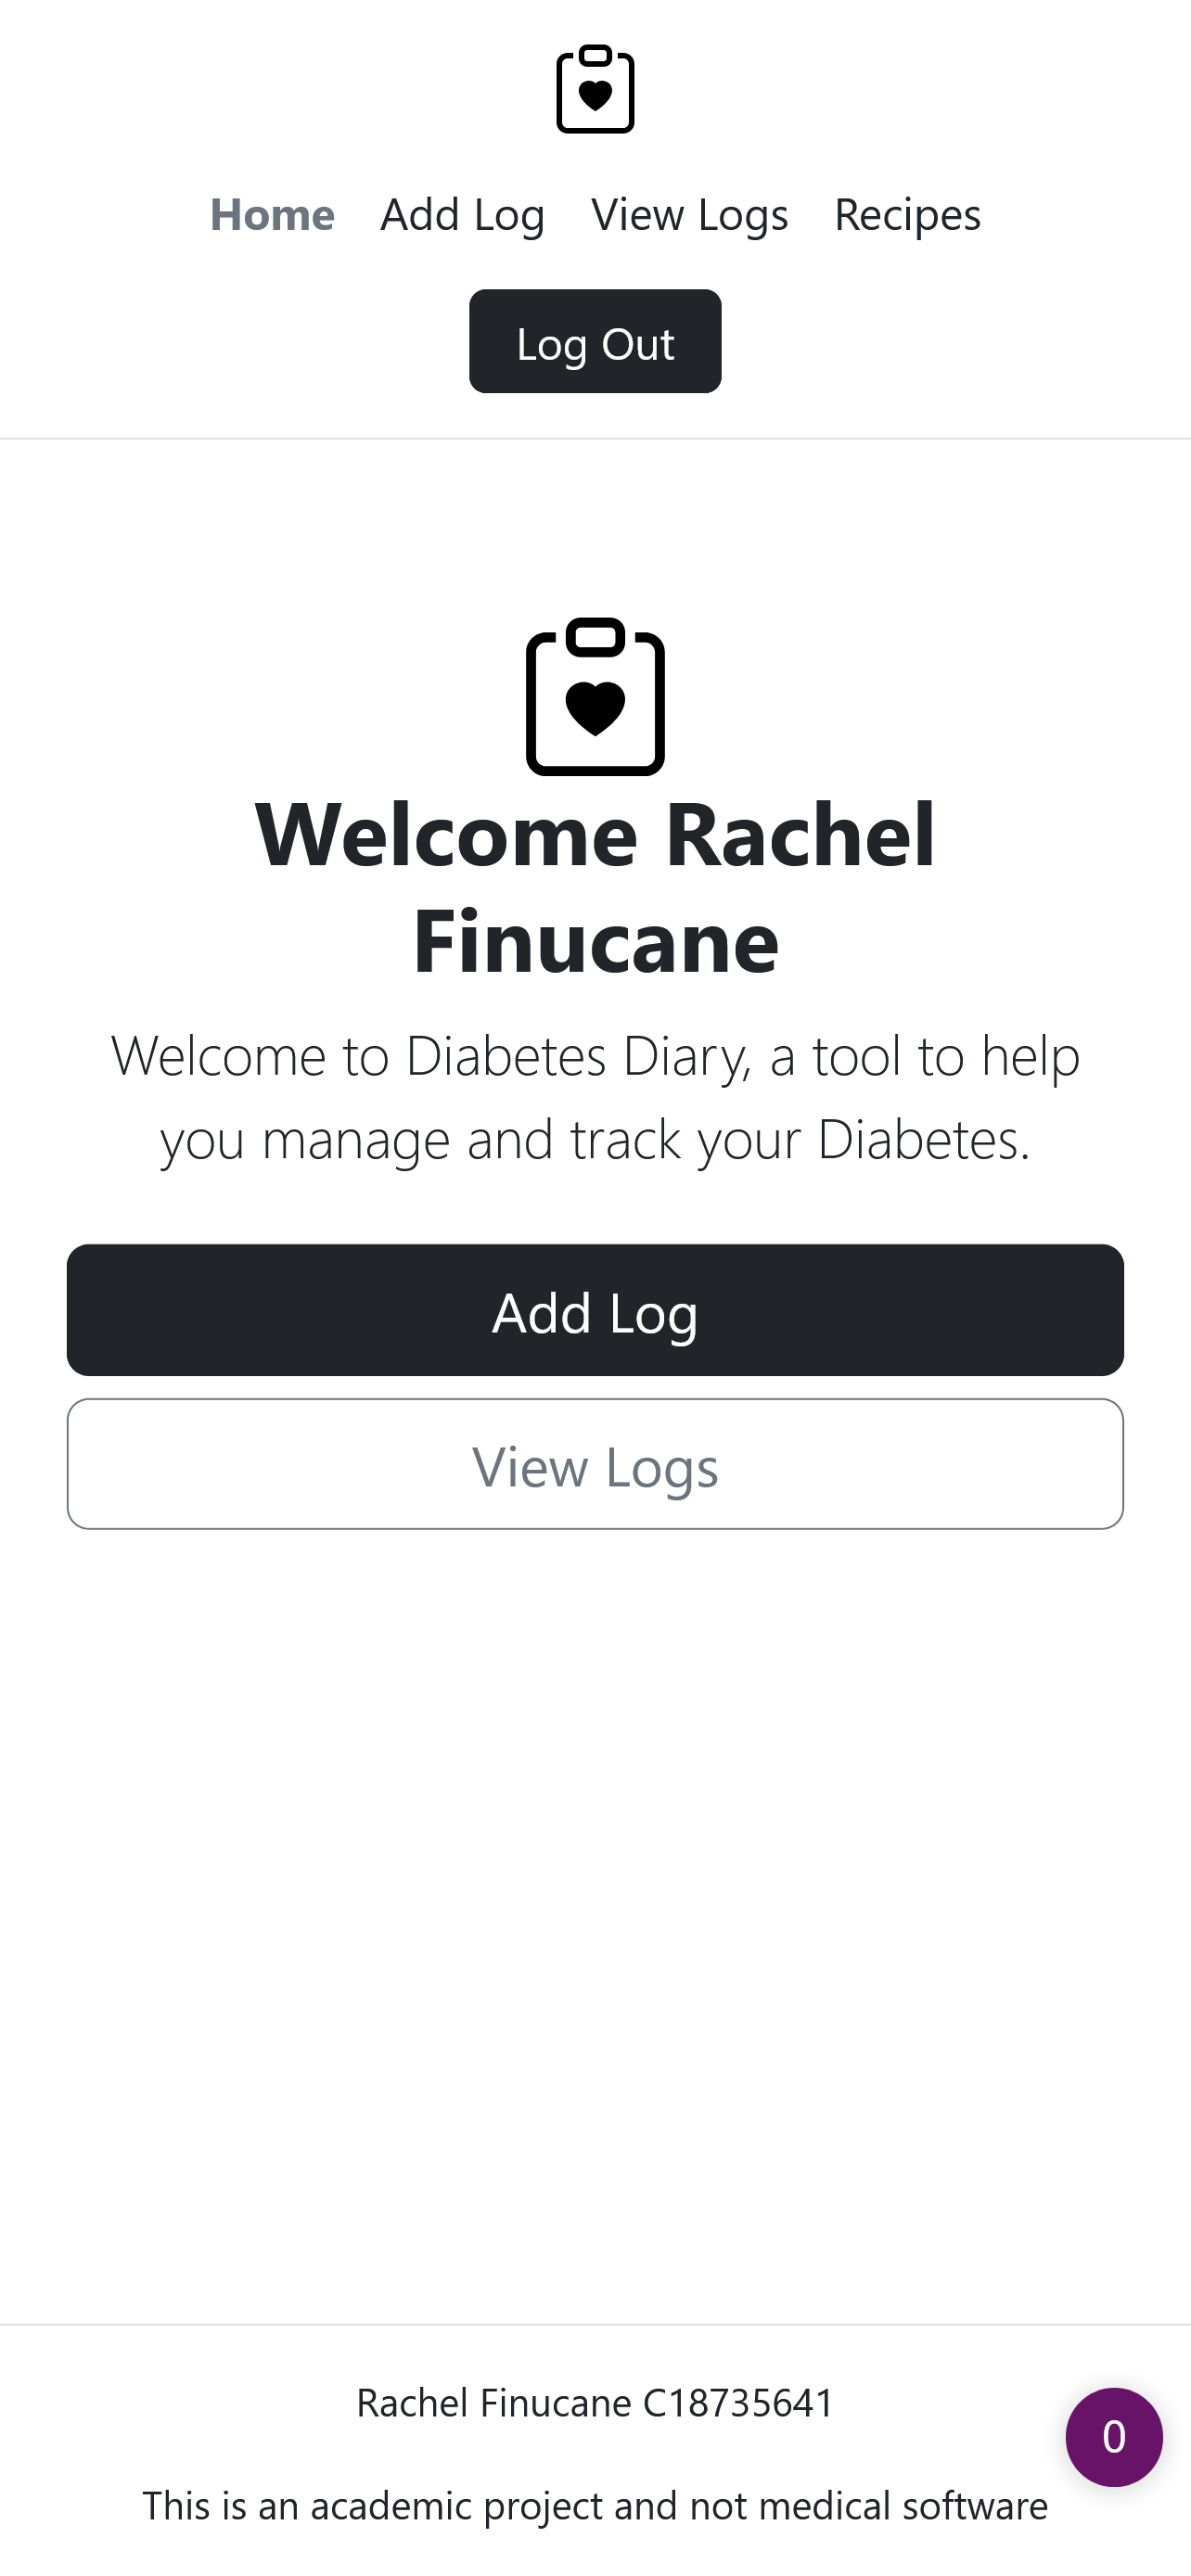 Home Add Log View Logs Recipes
Log Out
Welcome Rachel
Finucane
Welcome to Diabetes Diary, a tool to help
you manage and track your Diabetes.
Add Log
View Logs
Rachel Finucane C18735641
0
This is an academic project and not medical software